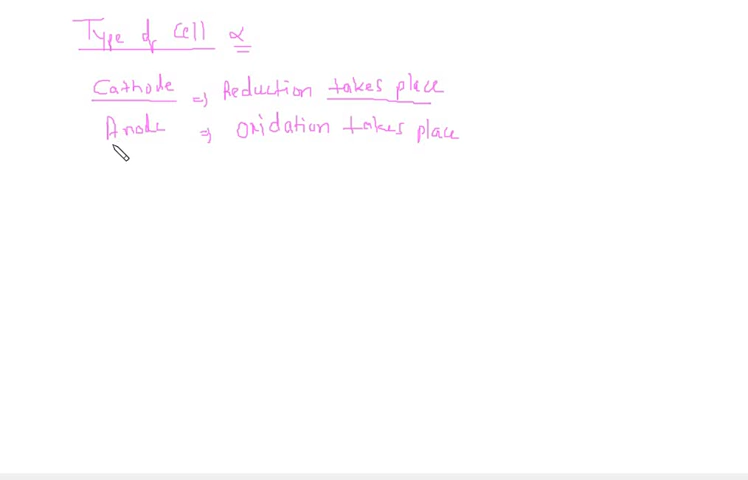 Type of cell
Cathode => Reduction takes place
Anode => Oxidation takes place